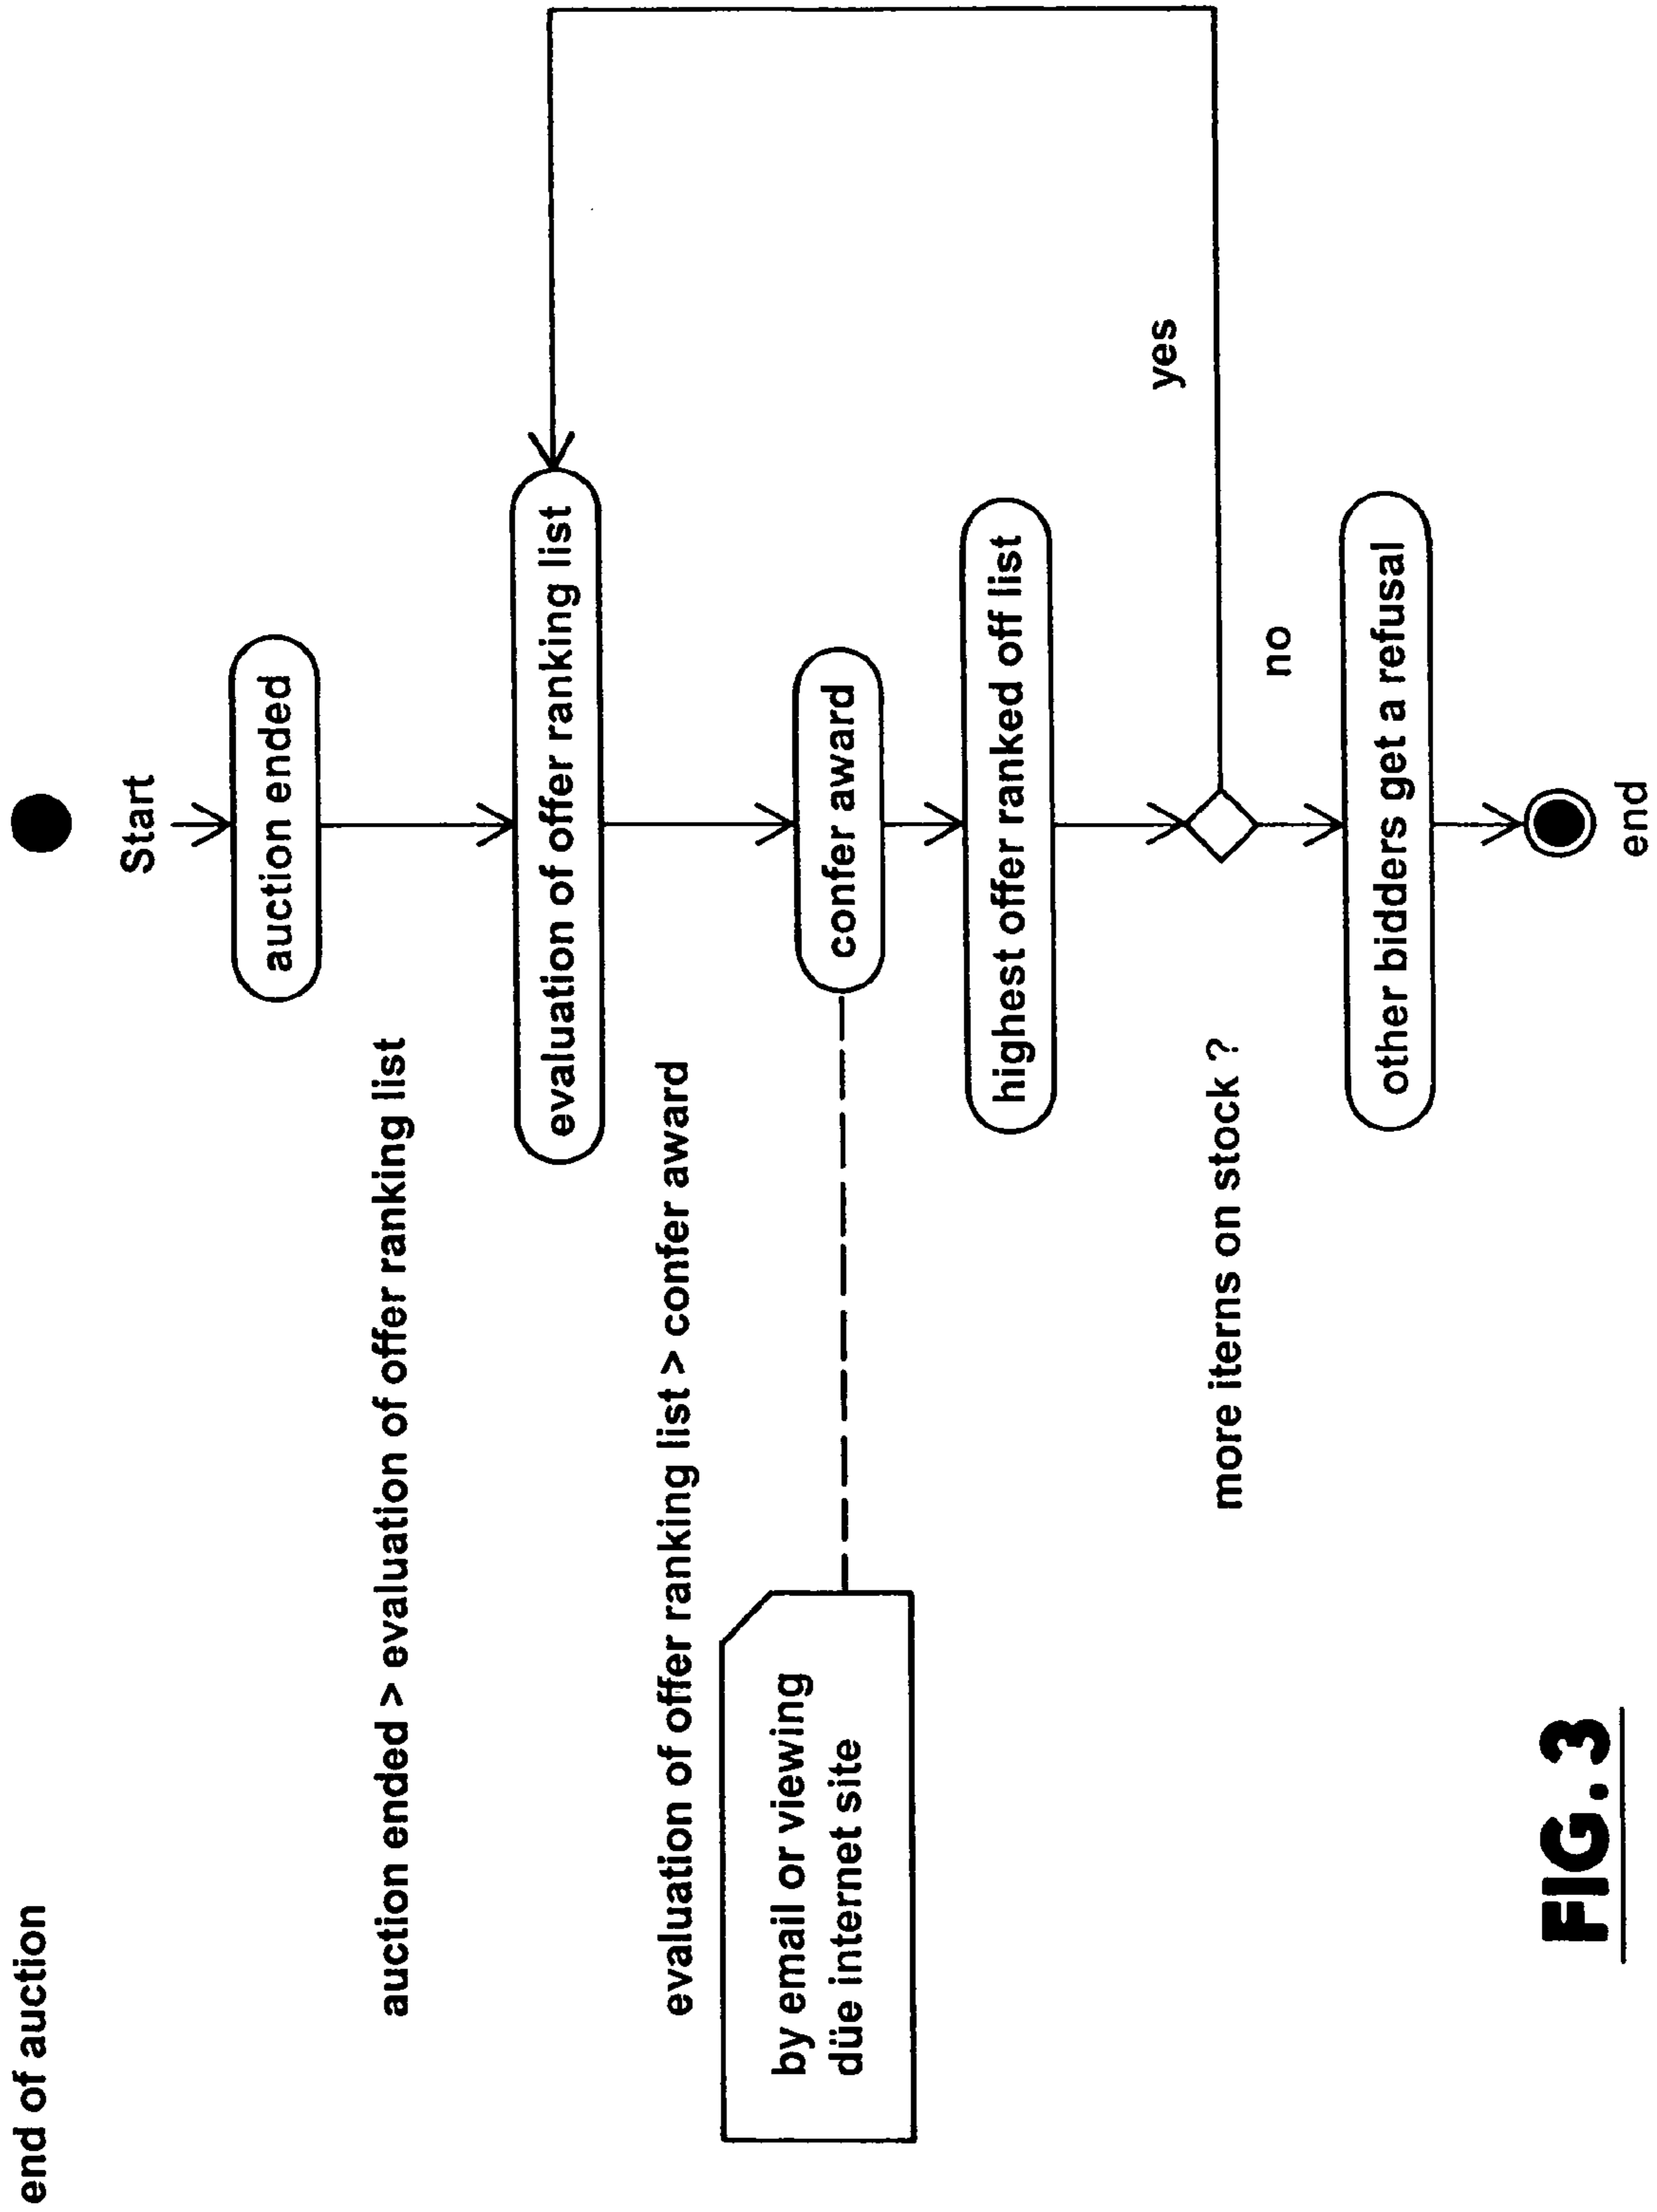 end of auction
Start
auction ended
auction ended > evaluation of offer ranking list
evaluation of offer ranking list
evaluation of offer ranking list > confer award
by email or viewing
düe internet site
confer award
highest offer ranked off list
yes
more iterns on stock ?
no
other bidders get a refusal
end
FIG. 3